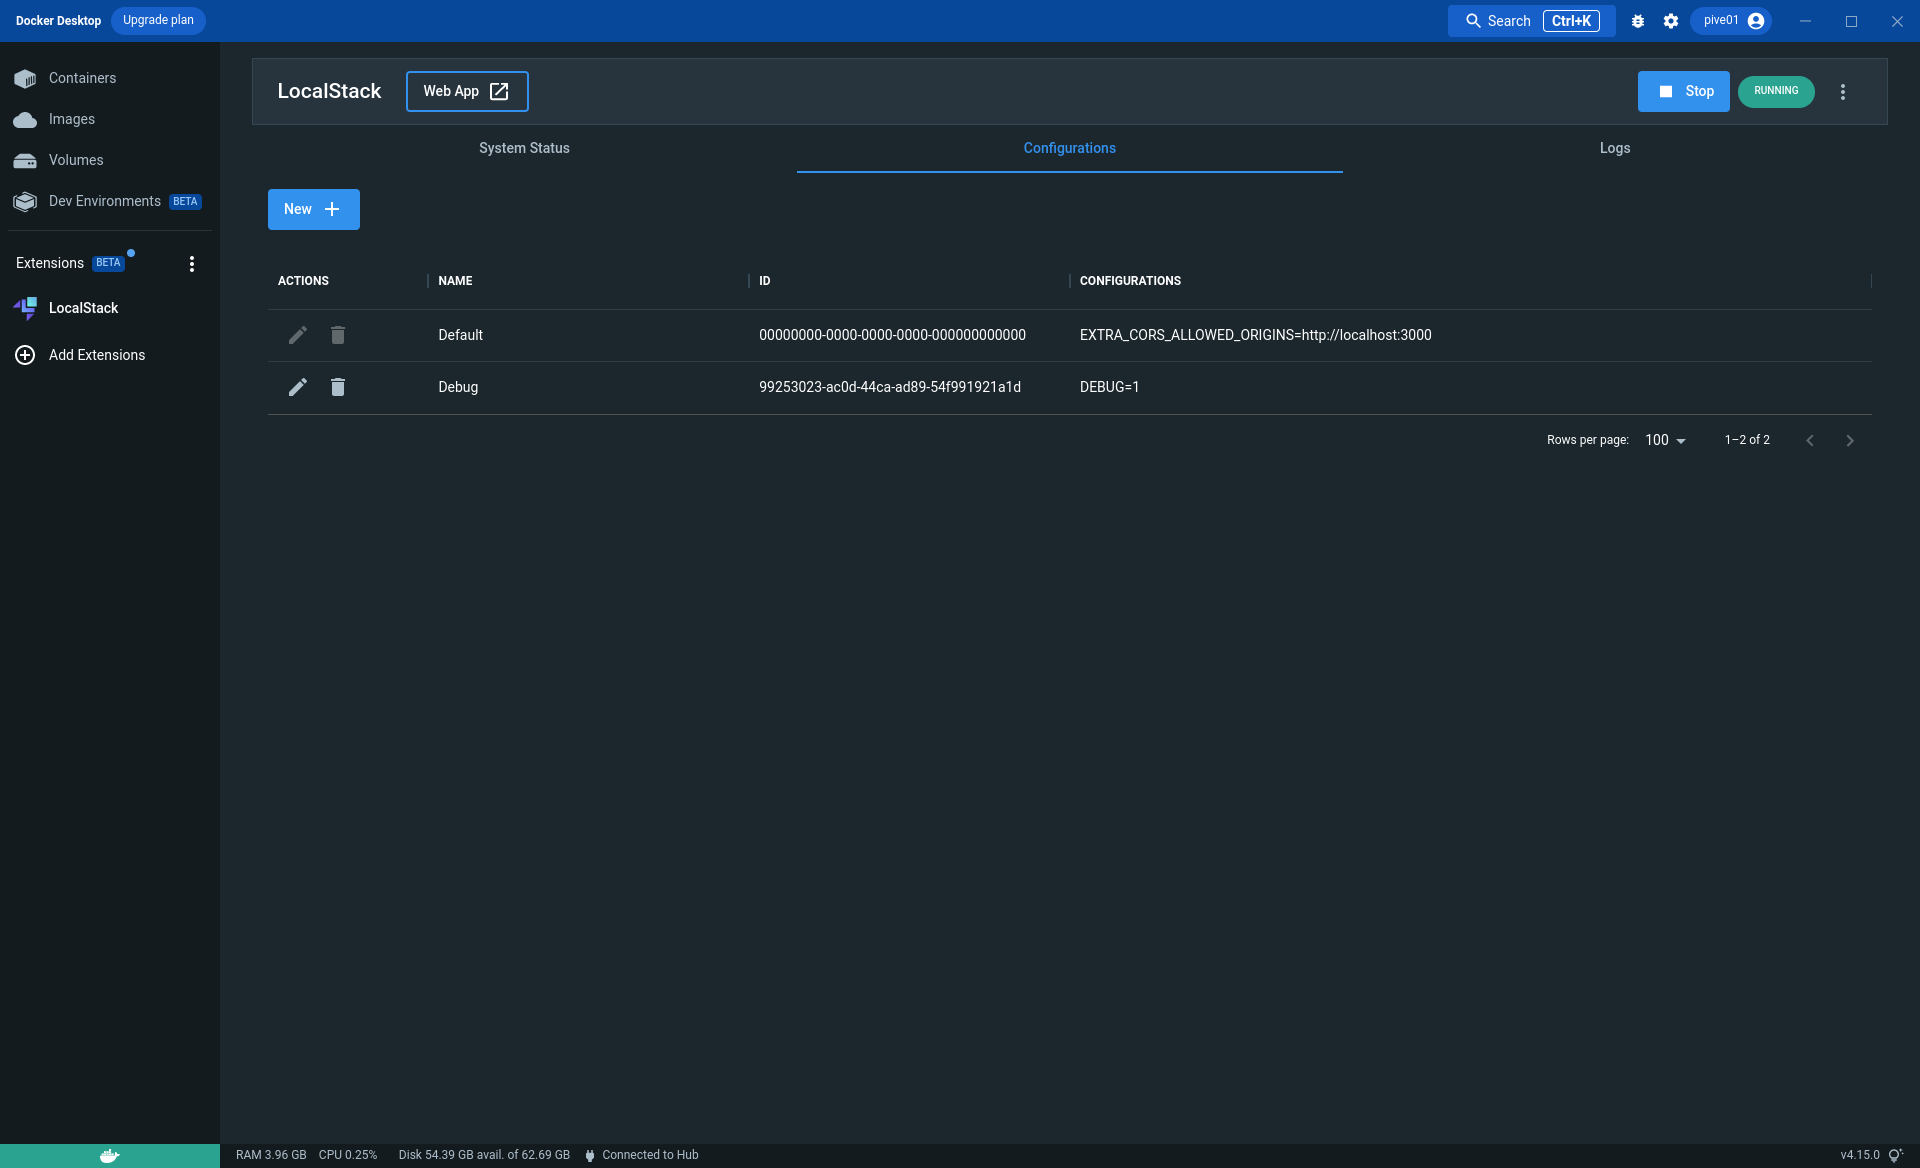 Docker Desktop Upgrade plan Search Ctrl+K pive01
Containers
Images
Volumes
Dev Environments BETA
Extensions BETA
LocalStack
Add Extensions
LocalStack Web App Stop RUNNING
System Status Configurations Logs
New
ACTIONS NAME ID CONFIGURATIONS
Default 00000000-0000-0000-0000-000000000000 EXTRA_CORS_ALLOWED_ORIGINS=http://localhost:3000
Debug 99253023-ac0d-44ca-ad89-54f991921a1d DEBUG=1
Rows per page: 100 1–2 of 2
RAM 3.96 GB CPU 0.25% Disk 54.39 GB avail. of 62.69 GB Connected to Hub v4.15.0